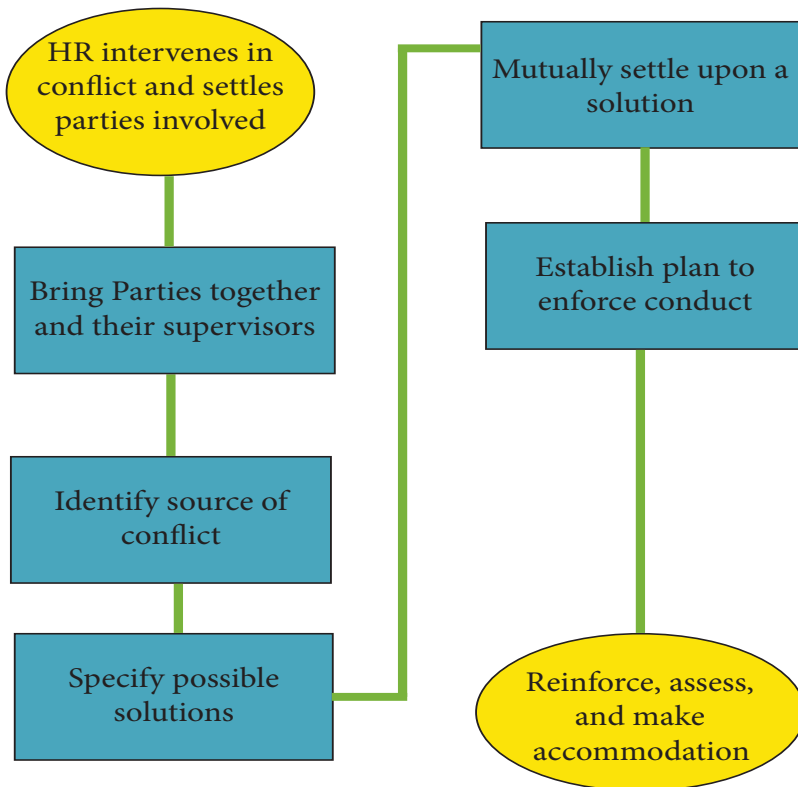 HR intervenes in
conflict and settles
parties involved
Bring Parties together
and their supervisors
Identify source of
conflict
Specify possible
solutions
Mutually settle upon a
solution
Establish plan to
enforce conduct
Reinforce, assess,
and make
accommodation